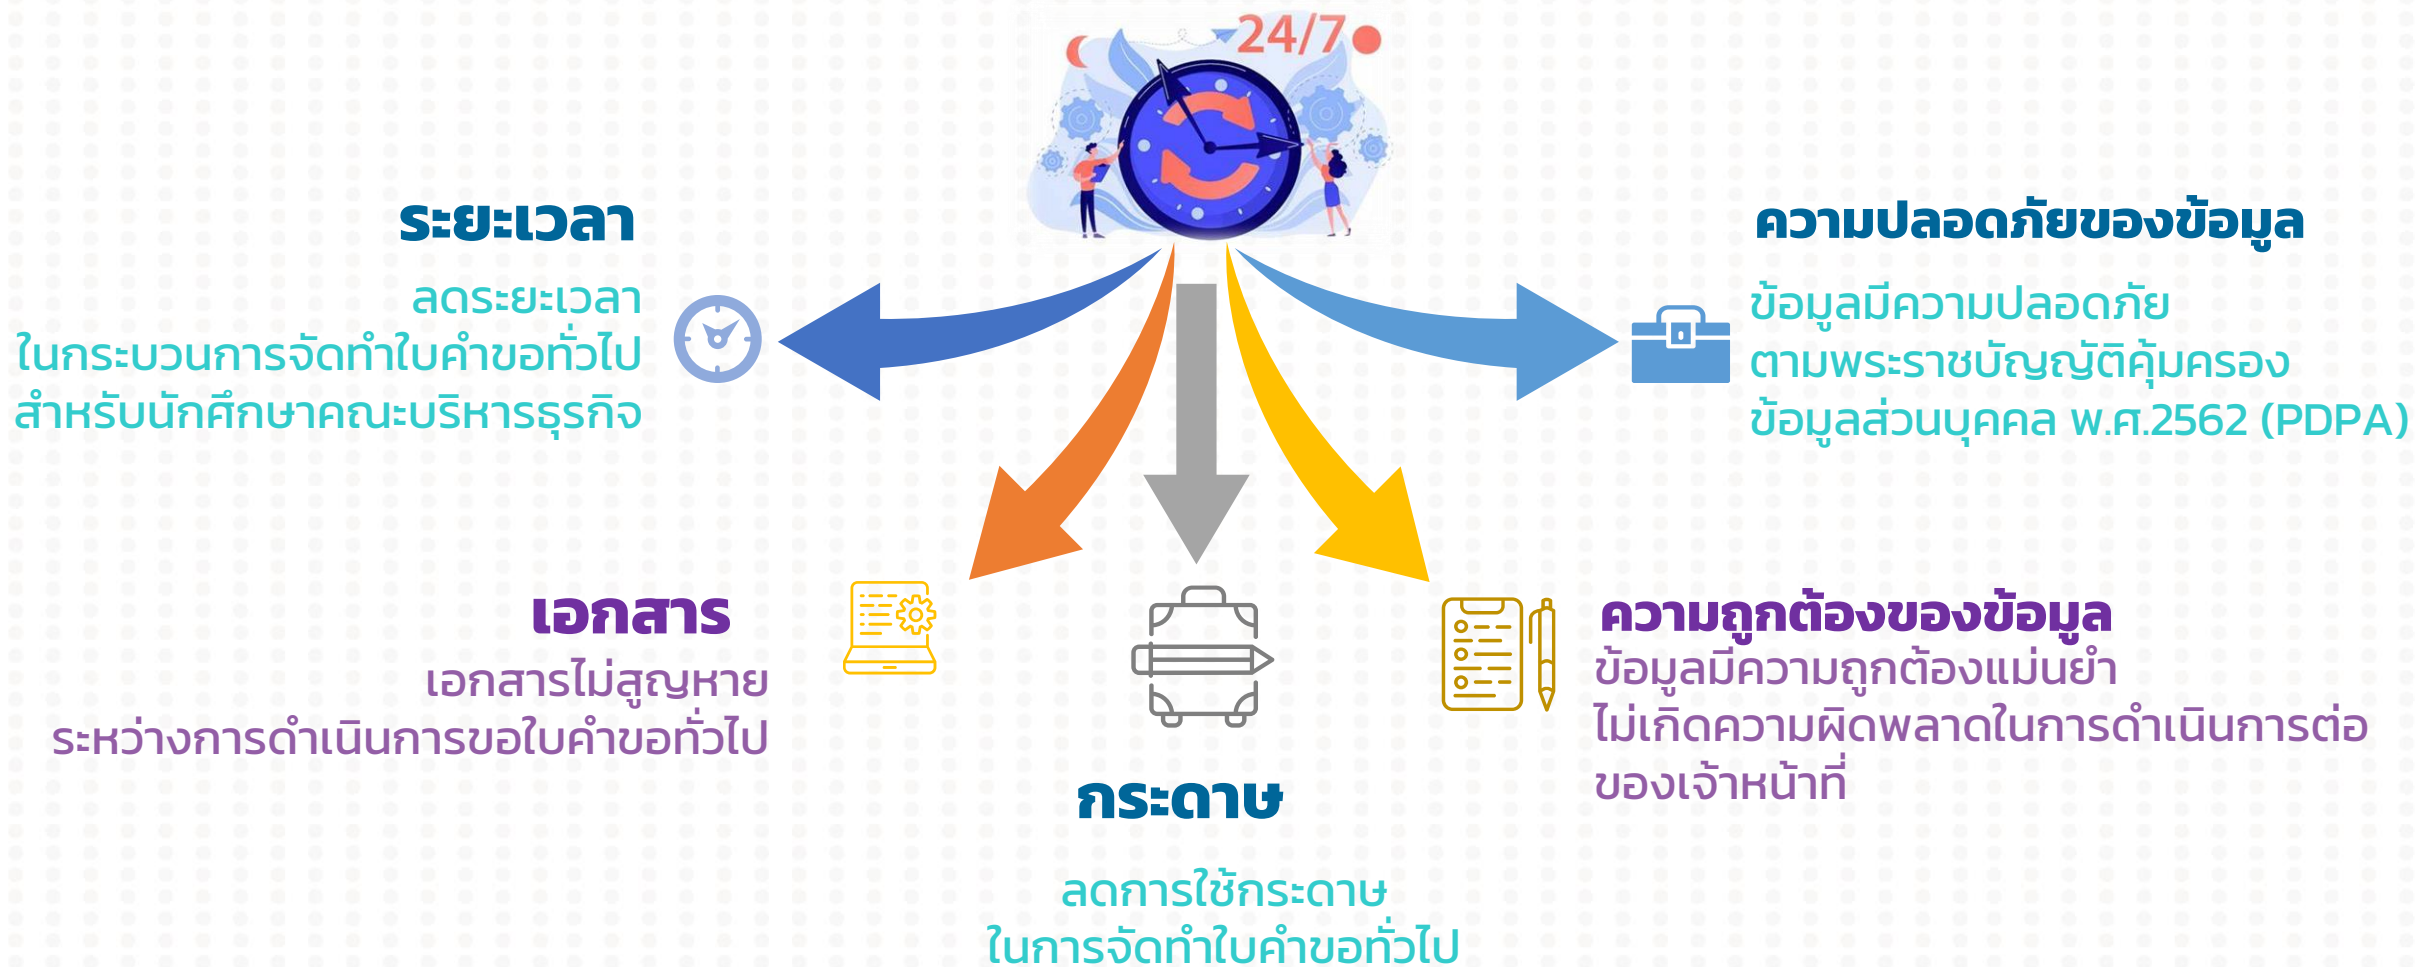 24/7
ระยะเวลา
ลดระยะเวลา
ในกระบวนการจัดทำใบคำขอทั่วไป
สำหรับนักศึกษาคณะบริหารธุรกิจ
ความปลอดภัยของข้อมูล
ข้อมูลมีความปลอดภัย
ตามพระราชบัญญัติคุ้มครอง
ข้อมูลส่วนบุคคล พ.ศ.2562 (PDPA)
เอกสาร
เอกสารไม่สูญหาย
ระหว่างการดำเนินการขอใบคำขอทั่วไป
กระดาษ
ลดการใช้กระดาษ
ในการจัดทำใบคำขอทั่วไป
ความถูกต้องของข้อมูล
ข้อมูลมีความถูกต้องแม่นยำ
ไม่เกิดความผิดพลาดในการดำเนินการต่อ
ของเจ้าหน้าที่